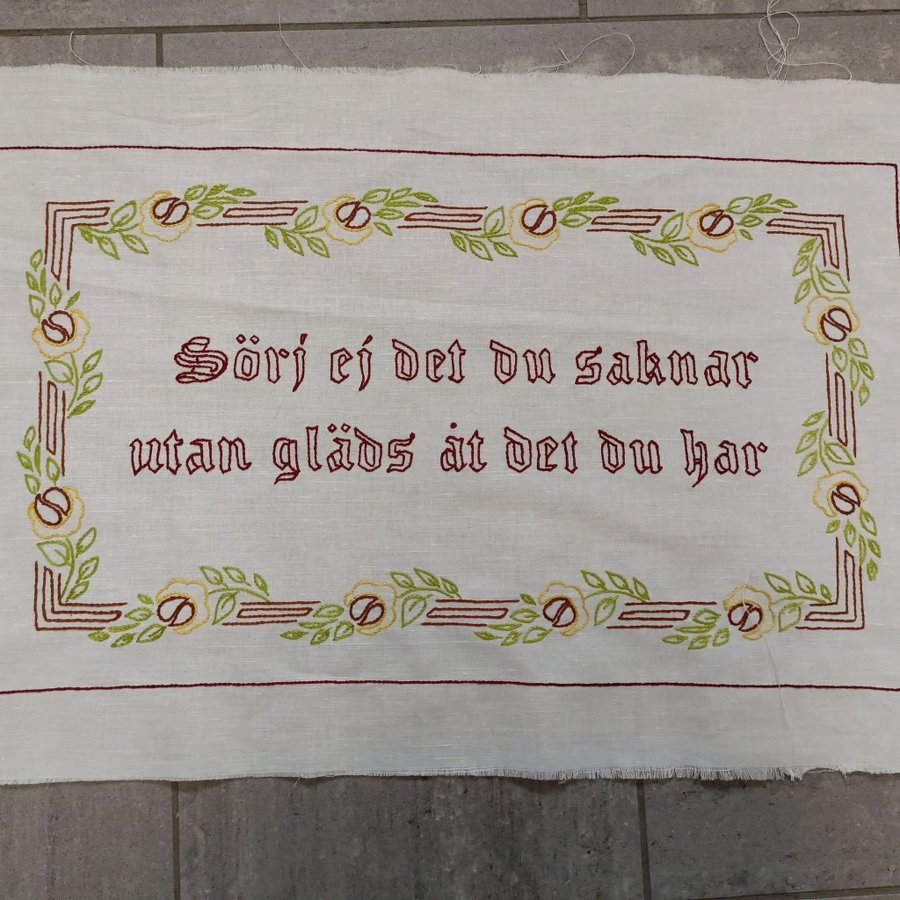 Sörj ej det du saknar
utan gläds åt det du har